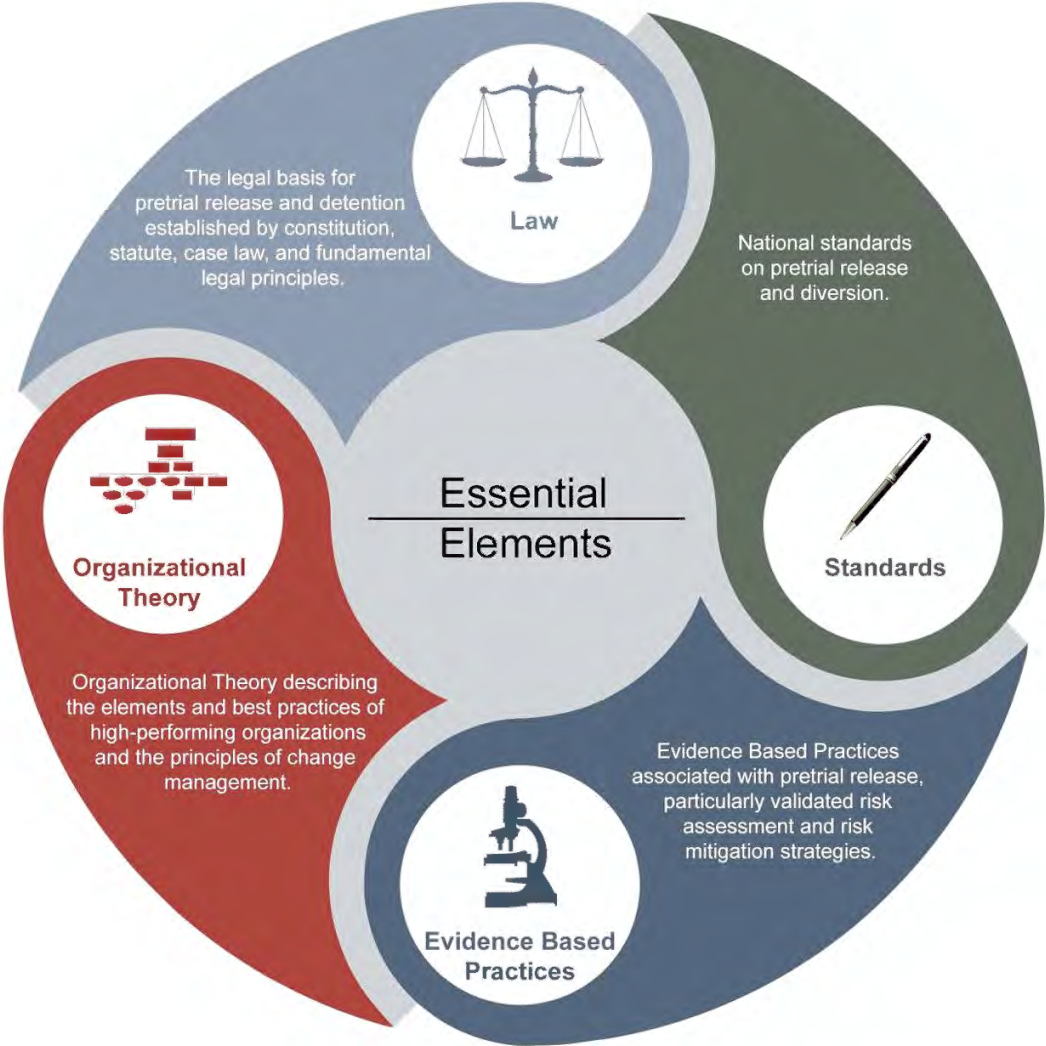 Essential
Elements
The legal basis for
pretrial release and detention
established by constitution,
statute, case law, and fundamental
legal principles.
Law
National standards
on pretrial release
and diversion.
Standards
Evidence Based Practices
associated with pretrial release,
particularly validated risk
assessment and risk
mitigation strategies.
Evidence Based
Practices
Organizational
Theory
Organizational Theory describing
the elements and best practices of
high-performing organizations
and the principles of change
management.